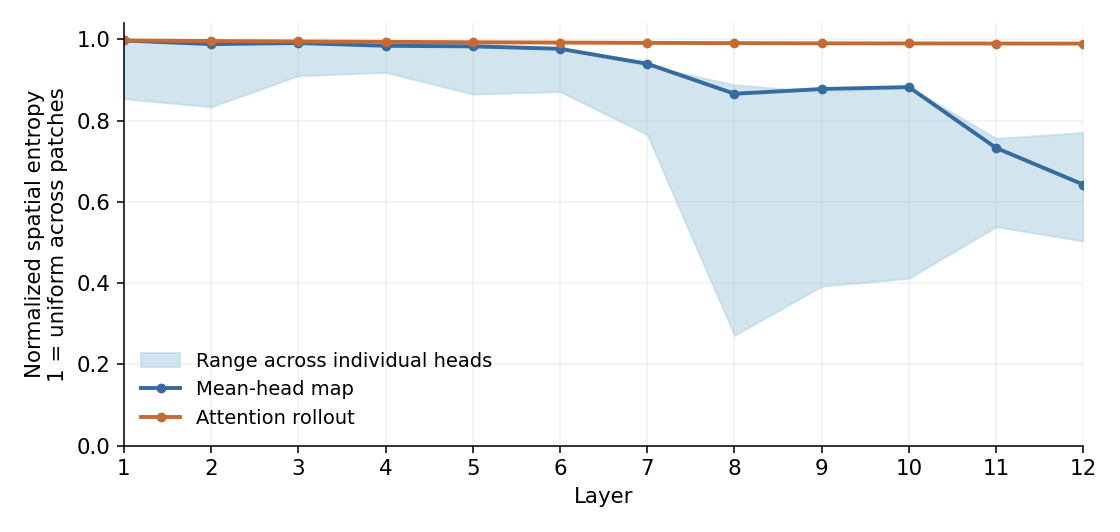 Normalized spatial entropy
1 = uniform across patches
1.0
0.8
0.6
0.4
0.2
0.0
Range across individual heads
Mean-head map
Attention rollout
1 2 3 4 5 6 7 8 9 10 11 12
Layer